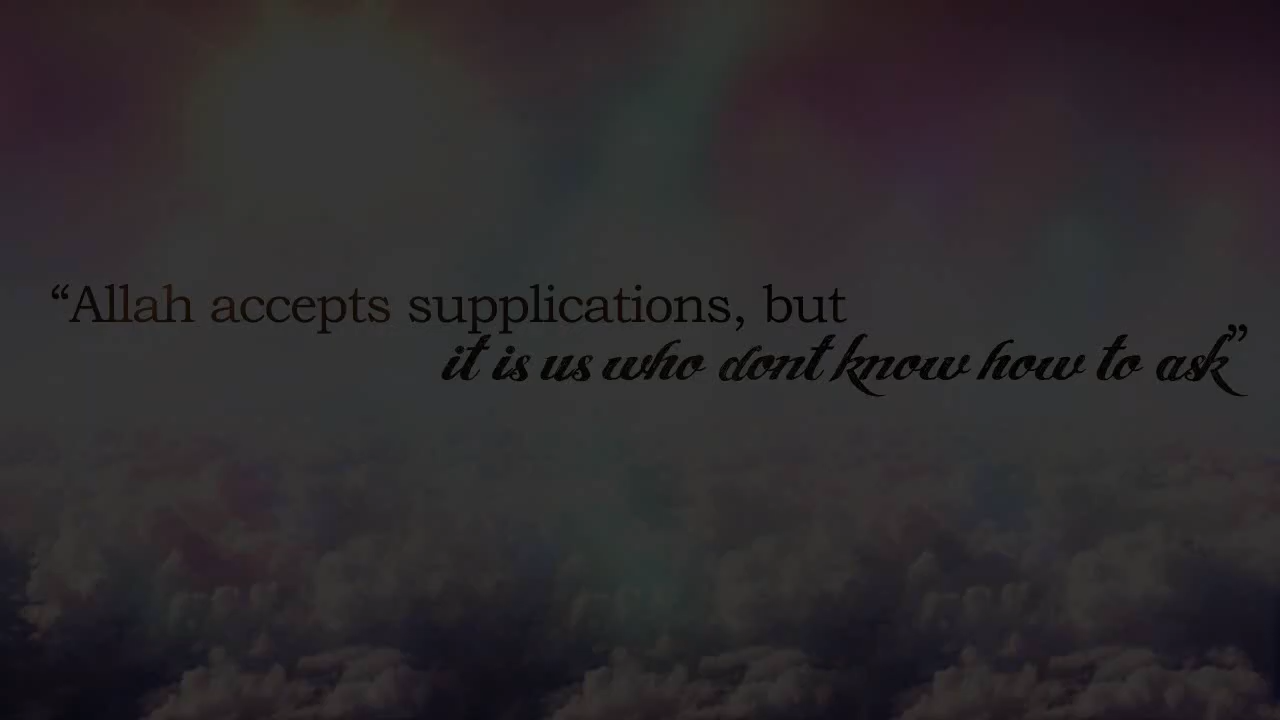 “Allah accepts supplications, but
it is us who dont know how to ask”